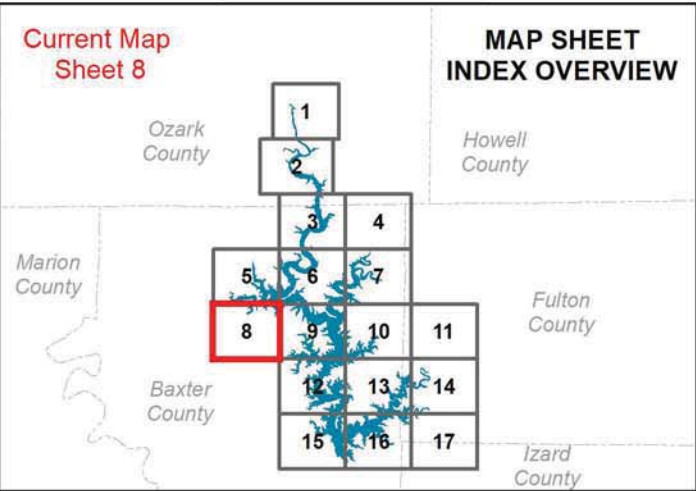 Current Map
Sheet 8
MAP SHEET
INDEX OVERVIEW
1
Ozark
County
Howell
County
2
3
4
Marion
County
5
6
7
Fulton
County
8
9
10
11
Baxter
County
12
13
14
15
16
17
Izard
County